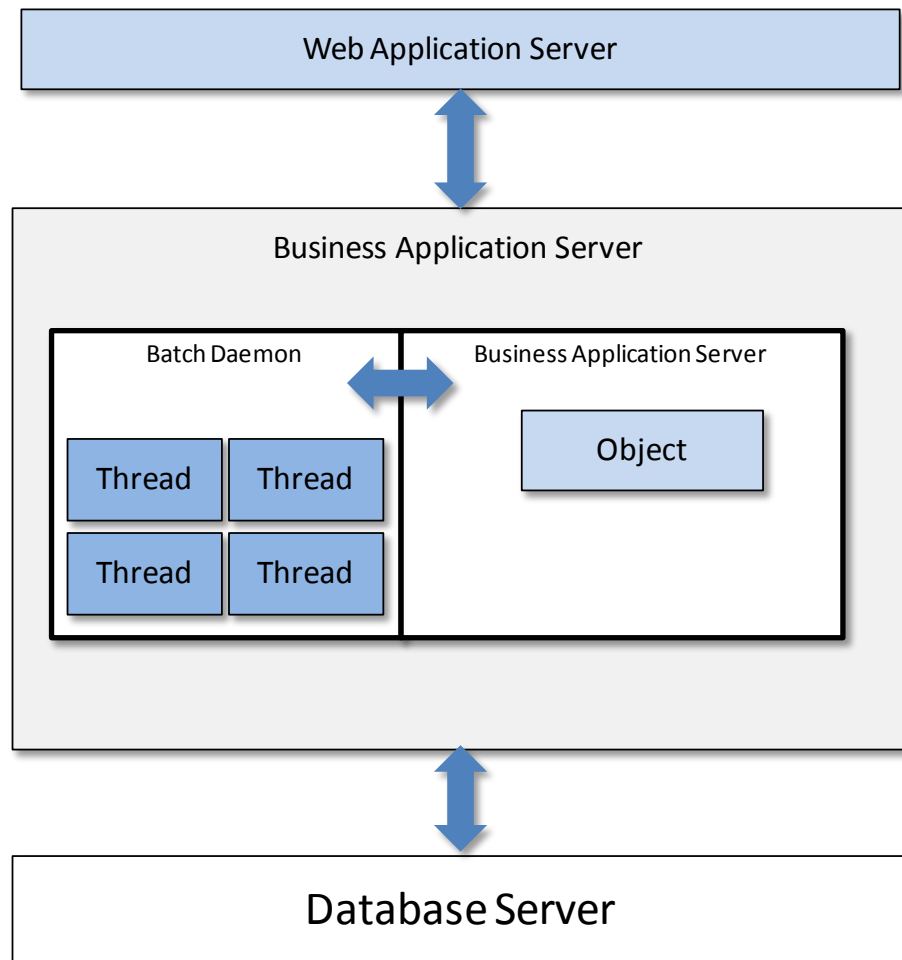 Web Application Server
Business Application Server
Batch Daemon
Business Application Server
Object
Thread
Thread
Thread
Thread
Database Server